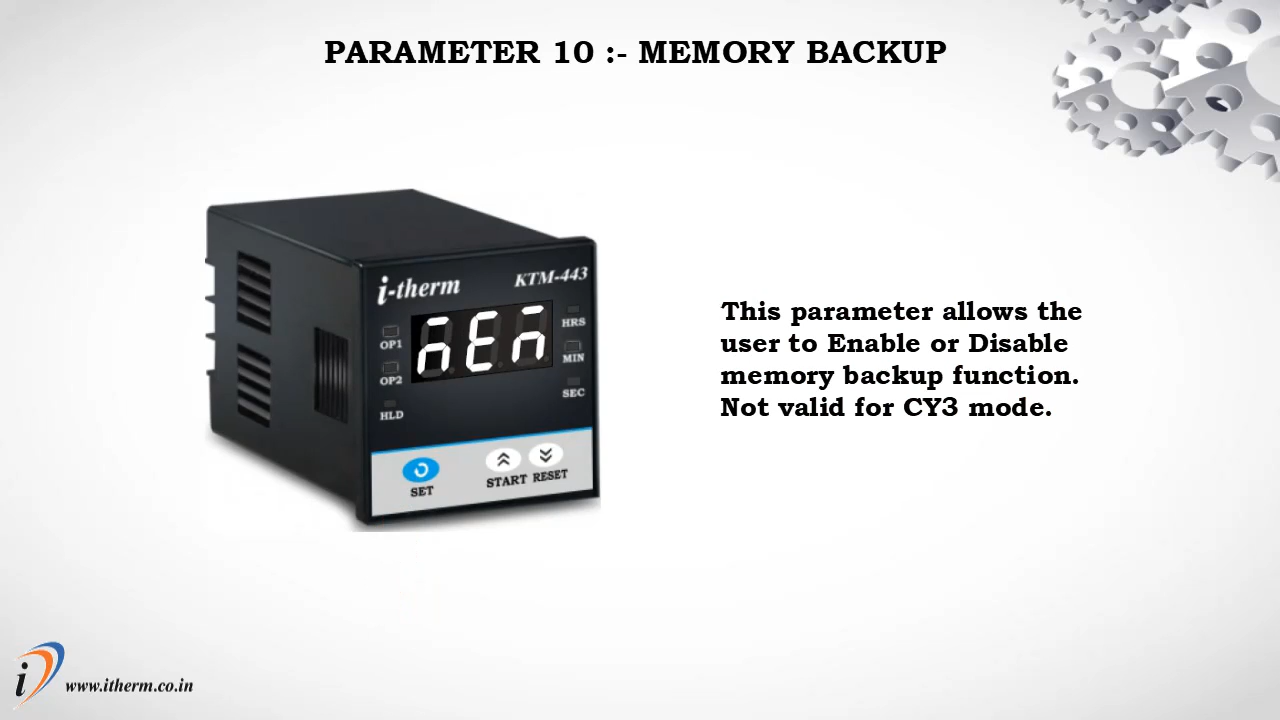 PARAMETER 10 :- MEMORY BACKUP
i-therm
KTM-443
OP1
HRS
MIN
OP2
SEC
HLD
START RESET
SET
This parameter allows the
user to Enable or Disable
memory backup function.
Not valid for CY3 mode.
i www.itherm.co.in